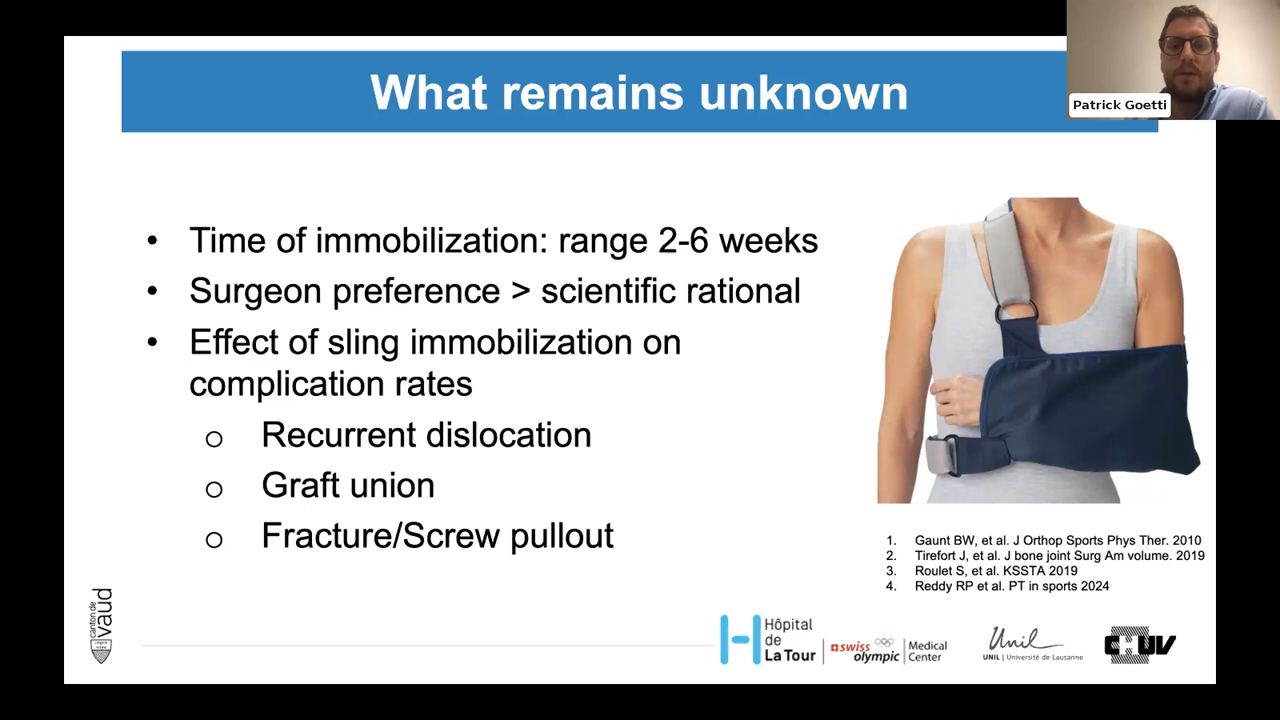 What remains unknown
Patrick Goetti
• Time of immobilization: range 2-6 weeks
• Surgeon preference > scientific rational
• Effect of sling immobilization on
complication rates
o Recurrent dislocation
o Graft union
o Fracture/Screw pullout
1. Gaunt BW, et al. J Orthop Sports Phys Ther. 2010
2. Tirefort J, et al. J bone joint Surg Am volume. 2019
3. Roulet S, et al. KSSTA 2019
4. Reddy RP et al. PT in sports 2024
canton de
vaud
Hôpital
de
La Tour
swiss
olympic
Medical
Center
Unil
UNIL | Université de Lausanne
CHUV